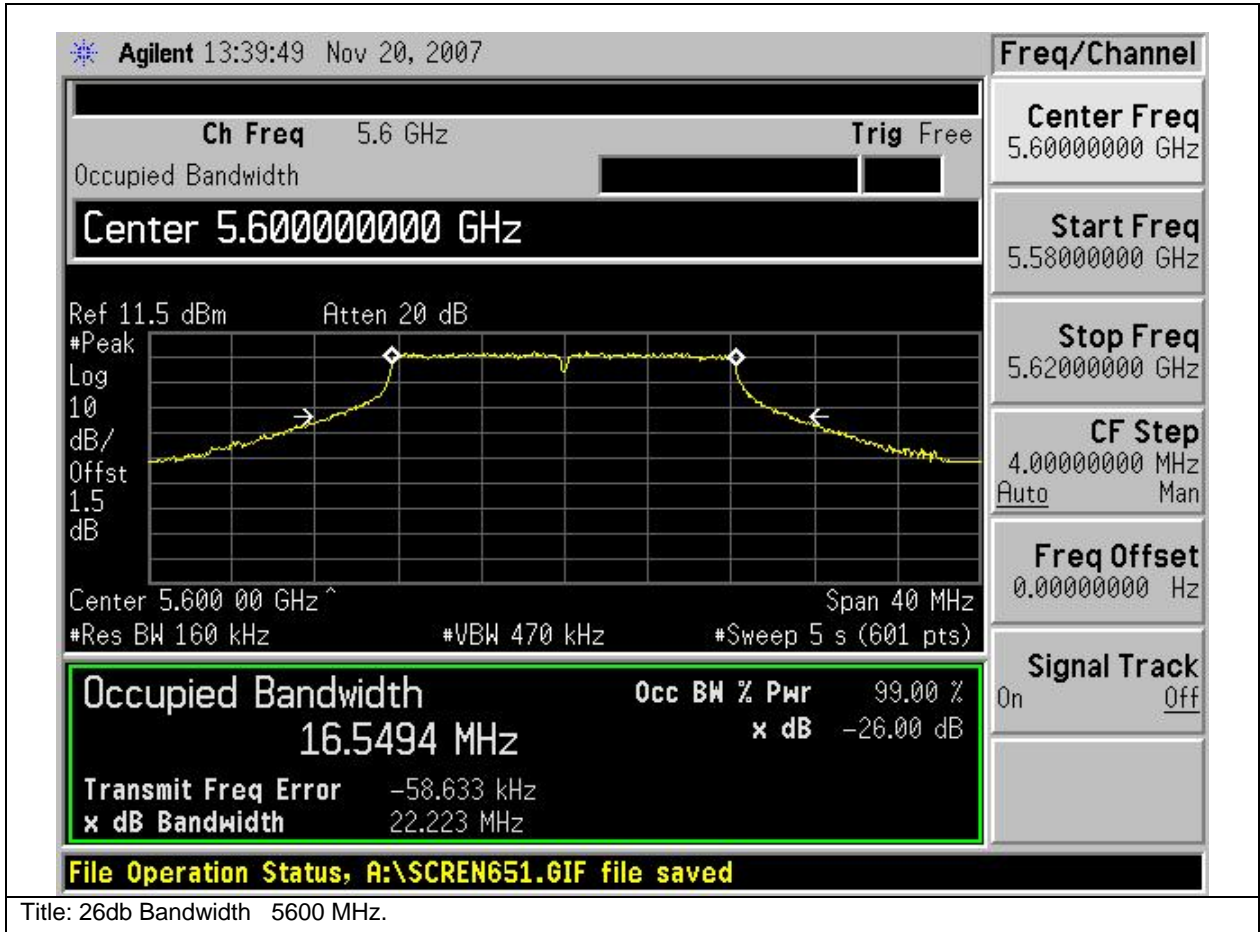 Agilent 13:39:49 Nov 20, 2007
Freq/Channel
Ch Freq 5.6 GHz Trig Free
Occupied Bandwidth
Center 5.600000000 GHz
Ref 11.5 dBm Atten 20 dB
#Peak
Log
10
dB/
Offst
1.5
dB
Center 5.600 00 GHz^ Span 40 MHz
#Res BW 160 kHz #VBW 470 kHz #Sweep 5 s (601 pts)
Occupied Bandwidth
16.5494 MHz
Occ BW % Pwr 99.00 %
x dB -26.00 dB
Transmit Freq Error -58.633 kHz
x dB Bandwidth 22.223 MHz
Center Freq
5.60000000 GHz
Start Freq
5.58000000 GHz
Stop Freq
5.62000000 GHz
CF Step
4.00000000 MHz
Auto Man
Freq Offset
0.00000000 Hz
Signal Track
On Off
File Operation Status, A:\SCREN651.GIF file saved
Title: 26db Bandwidth 5600 MHz.